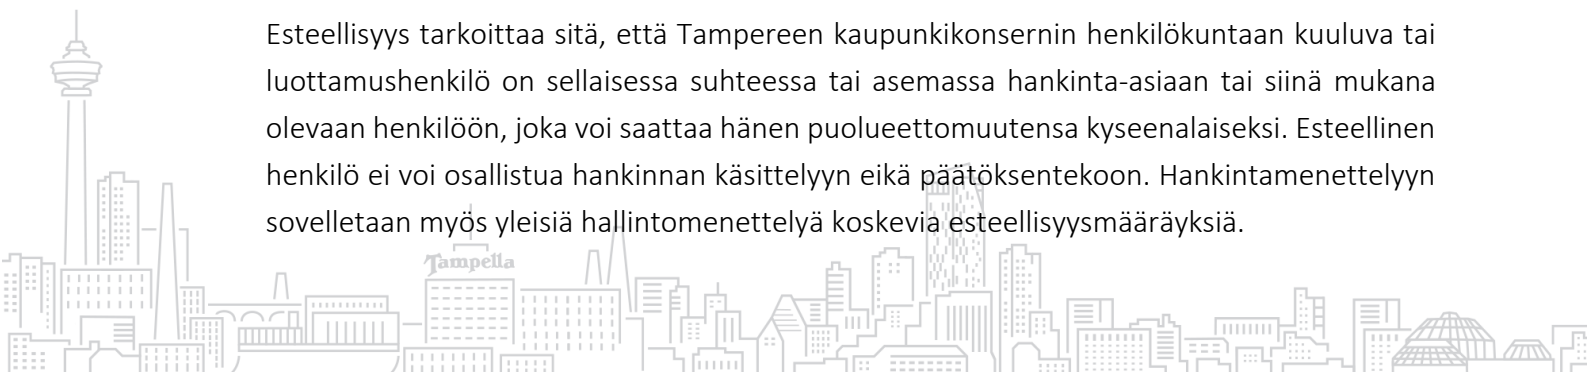 Esteellisyys tarkoittaa sitä, että Tampereen kaupunkikonsernin henkilökuntaan kuuluva tai
luottamushenkilö on sellaisessa suhteessa tai asemassa hankinta-asiaan tai siinä mukana
olevaan henkilöön, joka voi saattaa hänen puolueettomuutensa kyseenalaiseksi. Esteellinen
henkilö ei voi osallistua hankinnan käsittelyyn eikä päätöksentekoon. Hankintamenettelyyn
sovelletaan myös yleisiä hallintomenettelyä koskevia esteellisyysmääräyksiä.
Tampella